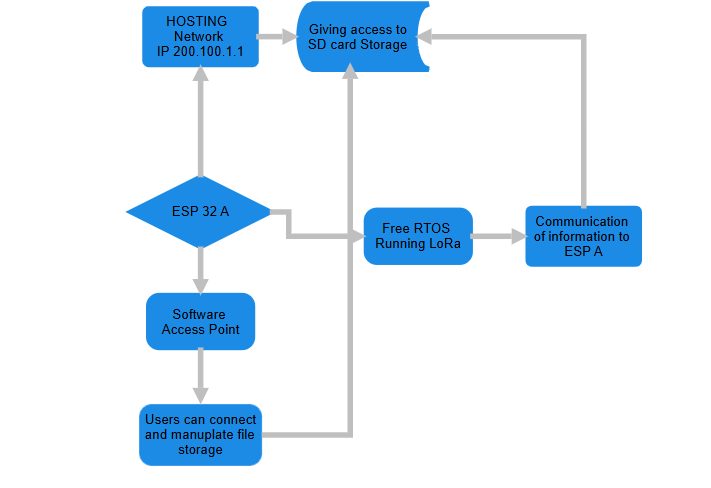 HOSTING
Network
IP 200.100.1.1
Giving access to
SD card Storage
ESP 32 A
Free RTOS
Running LoRa
Communication
of information to
ESP A
Software
Access Point
Users can connect
and manuplate file
storage